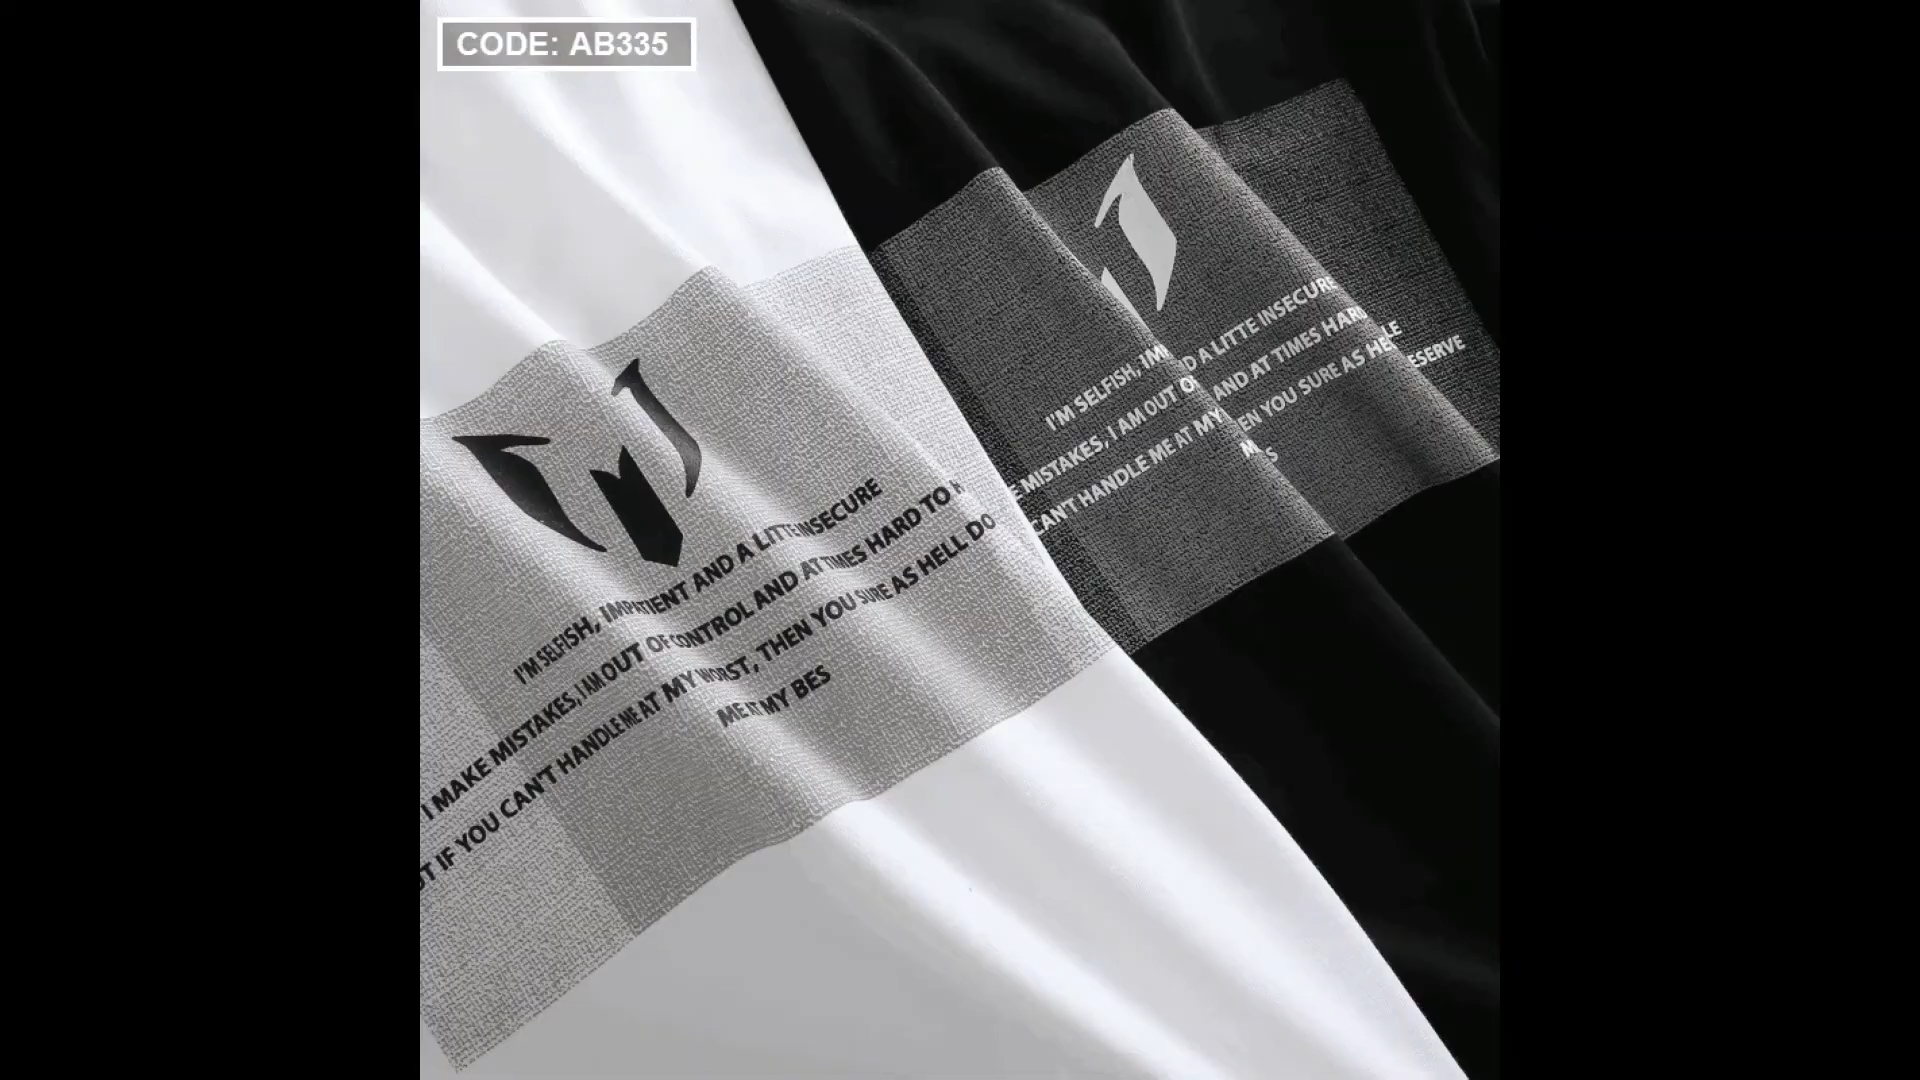 CODE: AB335
I'M SELFISH, IMPATIENT AND A LITTE INSECURE
I MAKE MISTAKES, I AM OUT OF CONTROL AND AT TIMES HARD TO H
UT IF YOU CAN'T HANDLE ME AT MY WORST, THEN YOU SURE AS HELL DO
ME AT MY BES
I'M SELFISH, IM ND A LITTE INSECURE
E MISTAKES, I AM OUT O AND AT TIMES HARD LE
CAN'T HANDLE ME AT MY EN YOU SURE AS HEL ESERVE
M S